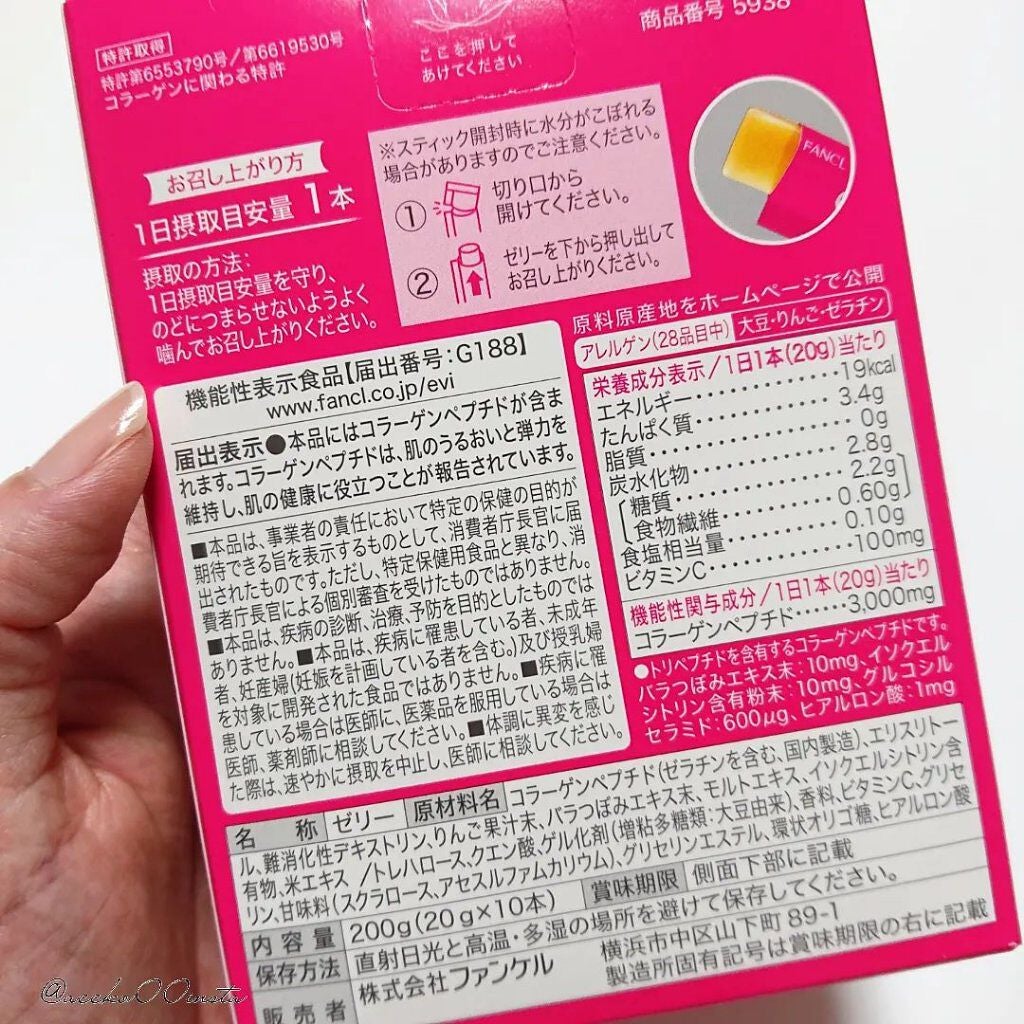 商品番号 5938
特許取得
特許第6553790号/第6619530号
コラーゲンに関わる特許
ここを押して
あけてください
お召し上がり方
1日摂取目安量 1本
摂取の方法:
1日摂取目安量を守り、
のどにつまらせないようよく
噛んでお召し上がりください。
※スティック開封時に水分がこぼれる
場合がありますのでご注意ください。
① 切り口から
開けてください。
② ゼリーを下から押し出して
お召し上がりください。
FANCL
原料原産地をホームページで公開
アレルゲン(28品目中) 大豆・りんご・ゼラチン
栄養成分表示/1日1本(20g)当たり
エネルギー 19kcal
たんぱく質 3.4g
脂質 0g
炭水化物 2.8g
糖質 2.2g
食物繊維 0.60g
食塩相当量 0.10g
ビタミンC 100mg
機能性関与成分/1日1本(20g)当たり
コラーゲンペプチド 3,000mg
●トリペプチドを含有するコラーゲンペプチドです。
バラつぼみエキス末:10mg、イソクエル
シトリン含有粉末:10mg、グルコシル
セラミド:600μg、ヒアルロン酸:1mg
機能性表示食品【届出番号:G188】
www.fancl.co.jp/evi
届出表示●本品にはコラーゲンペプチドが含ま
れます。コラーゲンペプチドは、肌のうるおいと弾力を
維持し、肌の健康に役立つことが報告されています。
■本品は、事業者の責任において特定の保健の目的が
期待できる旨を表示するものとして、消費者庁長官に届
出されたものです。ただし、特定保健用食品と異なり、消
費者庁長官による個別審査を受けたものではありません。
■本品は、疾病の診断、治療、予防を目的としたものでは
ありません。■本品は、疾病に罹患している者、未成年
者、妊産婦(妊娠を計画している者を含む。)及び授乳婦
を対象に開発された食品ではありません。■疾病に罹
患している場合は医師に、医薬品を服用している場合は
医師、薬剤師に相談してください。■体調に異変を感じ
た際は、速やかに摂取を中止し、医師に相談してください。
名称 ゼリー 原材料名 コラーゲンペプチド(ゼラチンを含む、国内製造)、エリスリトー
ル、難消化性デキストリン、りんご果汁末、バラつぼみエキス末、モルトエキス、イソクエルシトリン含
有物、米エキス/トレハロース、クエン酸、ゲル化剤(増粘多糖類:大豆由来)、香料、ビタミンC、グリセ
リン、甘味料(スクラロース、アセスルファムカリウム)、グリセリンエステル、環状オリゴ糖、ヒアルロン酸
内容量 200g(20g×10本) 賞味期限 側面下部に記載
保存方法 直射日光と高温・多湿の場所を避けて保存してください。
販売者 株式会社ファンケル 横浜市中区山下町89-1
製造所固有記号は賞味期限の右に記載